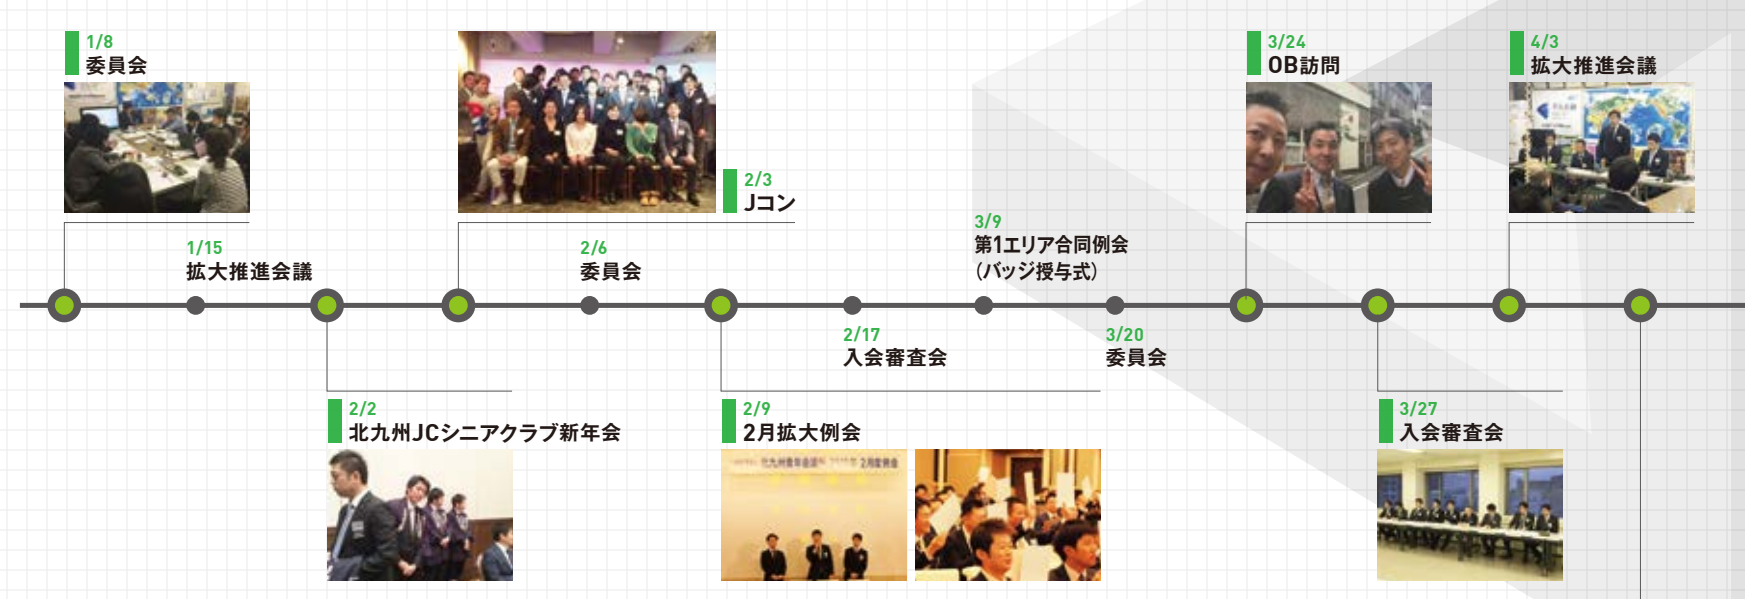 1/8
委員会
1/15
拡大推進会議
2/2
北九州JCシニアクラブ新年会
2/3
Jコン
2/6
委員会
2/9
2月拡大例会
2/17
入会審査会
3/9
第1エリア合同例会
（バッジ授与式）
3/20
委員会
3/24
OB訪問
3/27
入会審査会
4/3
拡大推進会議